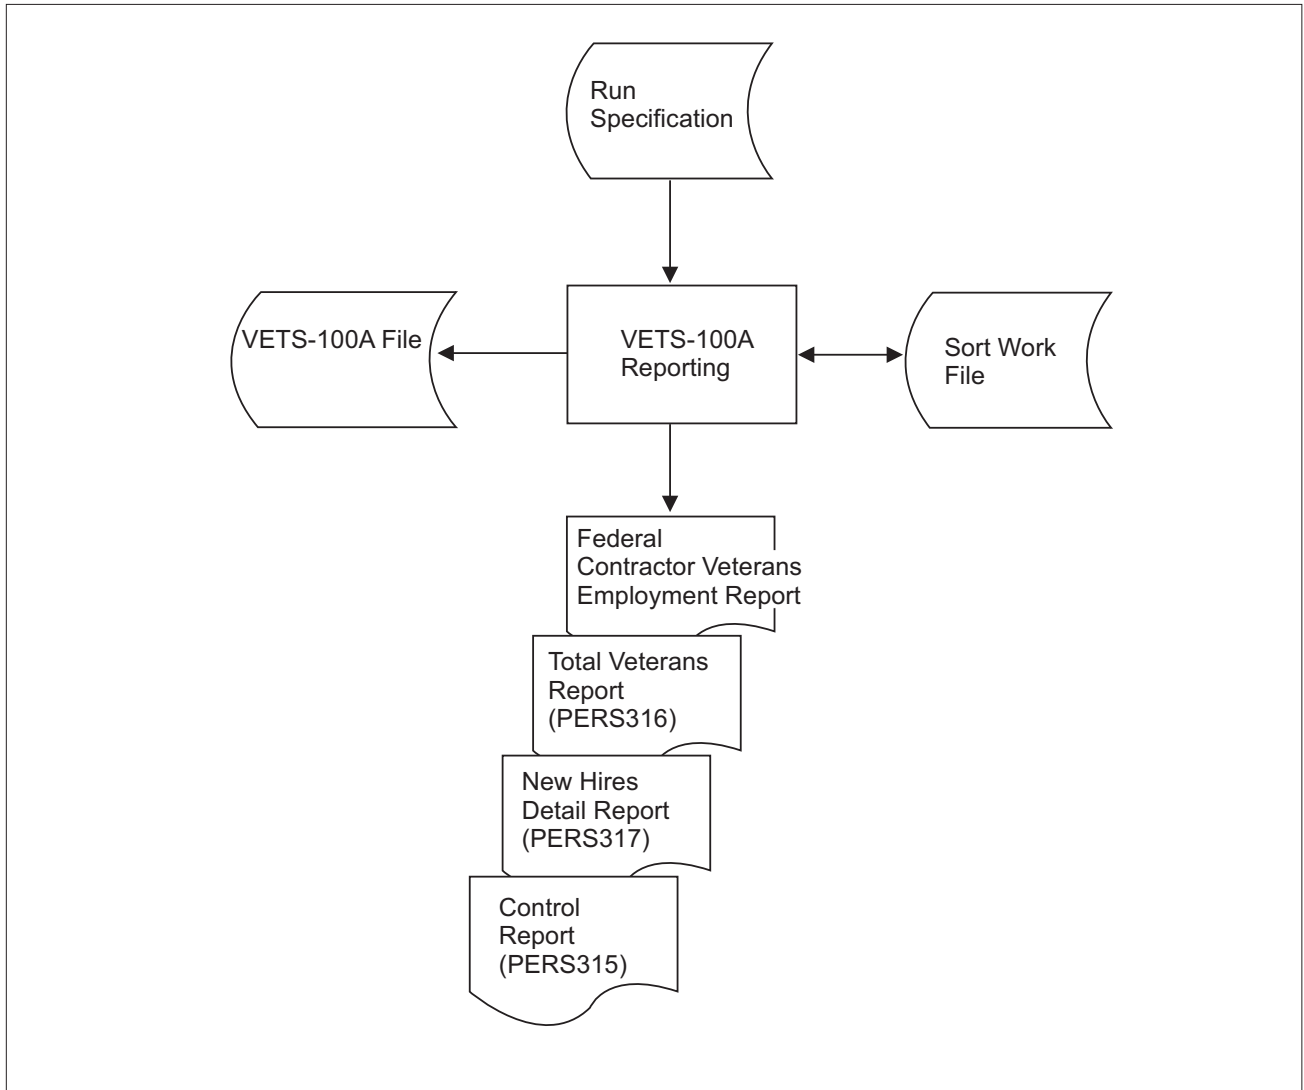 Run
Specification
VETS-100A File
VETS-100A
Reporting
Sort Work
File
Federal
Contractor Veterans
Employment Report
Total Veterans
Report
(PERS316)
New Hires
Detail Report
(PERS317)
Control
Report
(PERS315)